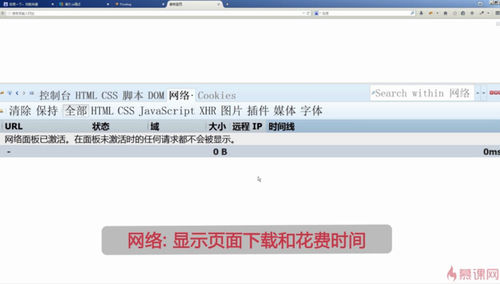 控制台 HTML CSS 脚本 DOM 网络 Cookies
Search within 网络
清除 保持 全部 HTML CSS JavaScript XHR 图片 插件 媒体 字体
URL 状态 域 大小 远程 IP 时间线
网络面板已激活。在面板未激活时的任何请求都不会被显示。
- 0 B 0ms
网络: 显示页面下载和花费时间
慕课网